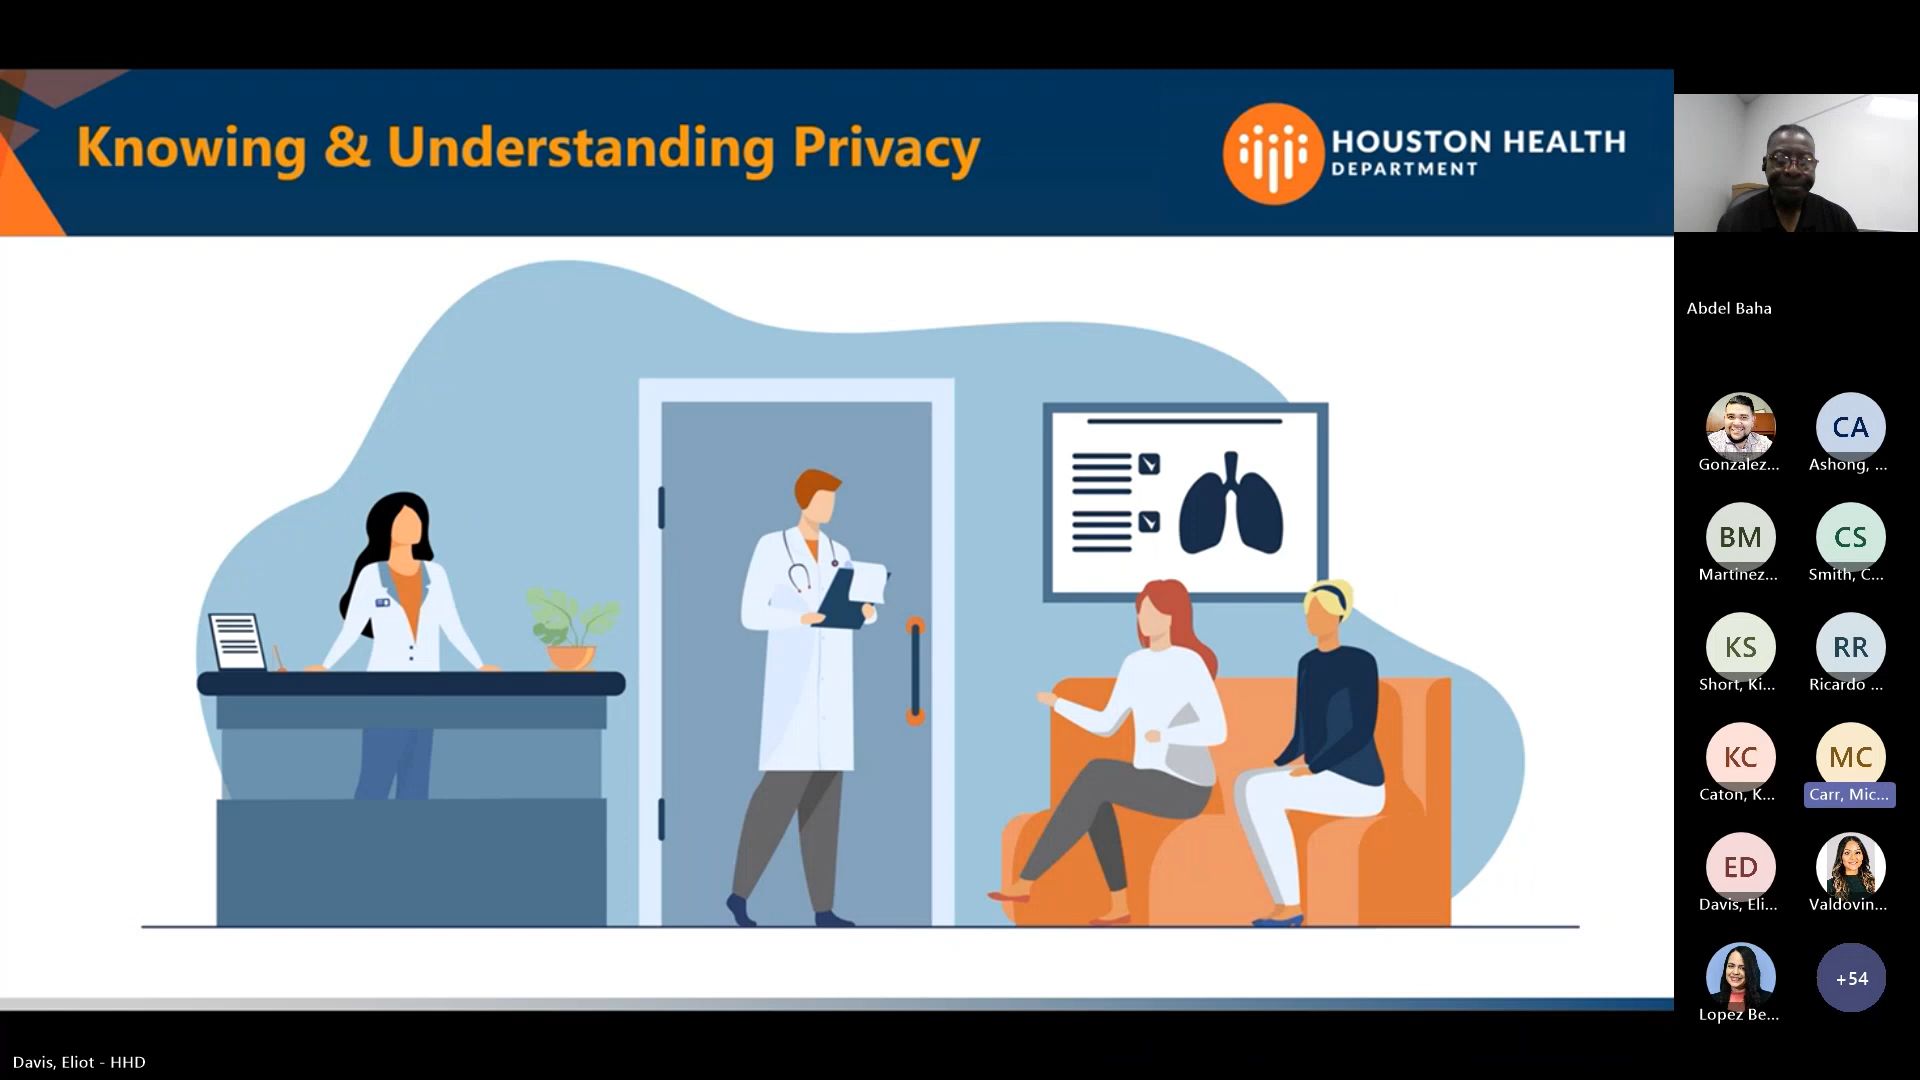 Knowing & Understanding Privacy
HOUSTON HEALTH
DEPARTMENT
Abdel Baha
Gonzalez...
CA
Ashong, ...
BM
Martinez...
CS
Smith, C...
KS
Short, Ki...
RR
Ricardo ...
KC
Caton, K...
MC
Carr, Mic...
ED
Davis, Eli...
Valdovin...
Lopez Be...
+54
Davis, Eliot - HHD